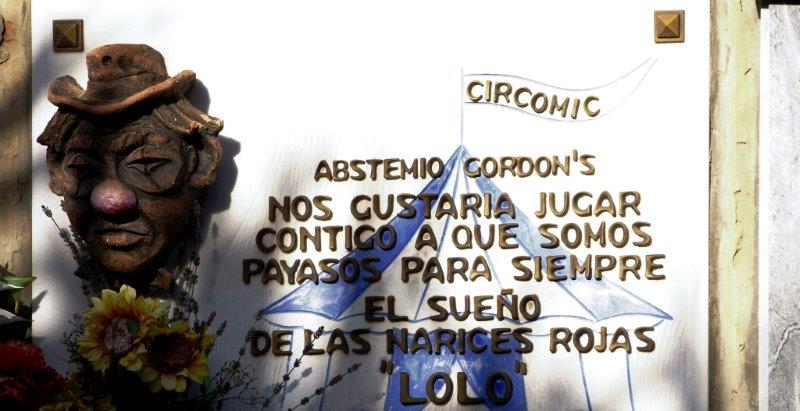 CIRCOMIC
ABSTEMIO GORDON'S
NOS GUSTARIA JUGAR
CONTIGO A QUE SOMOS
PAYASOS PARA SIEMPRE
EL SUEÑO
DE LAS NARICES ROJAS
"LOLO"